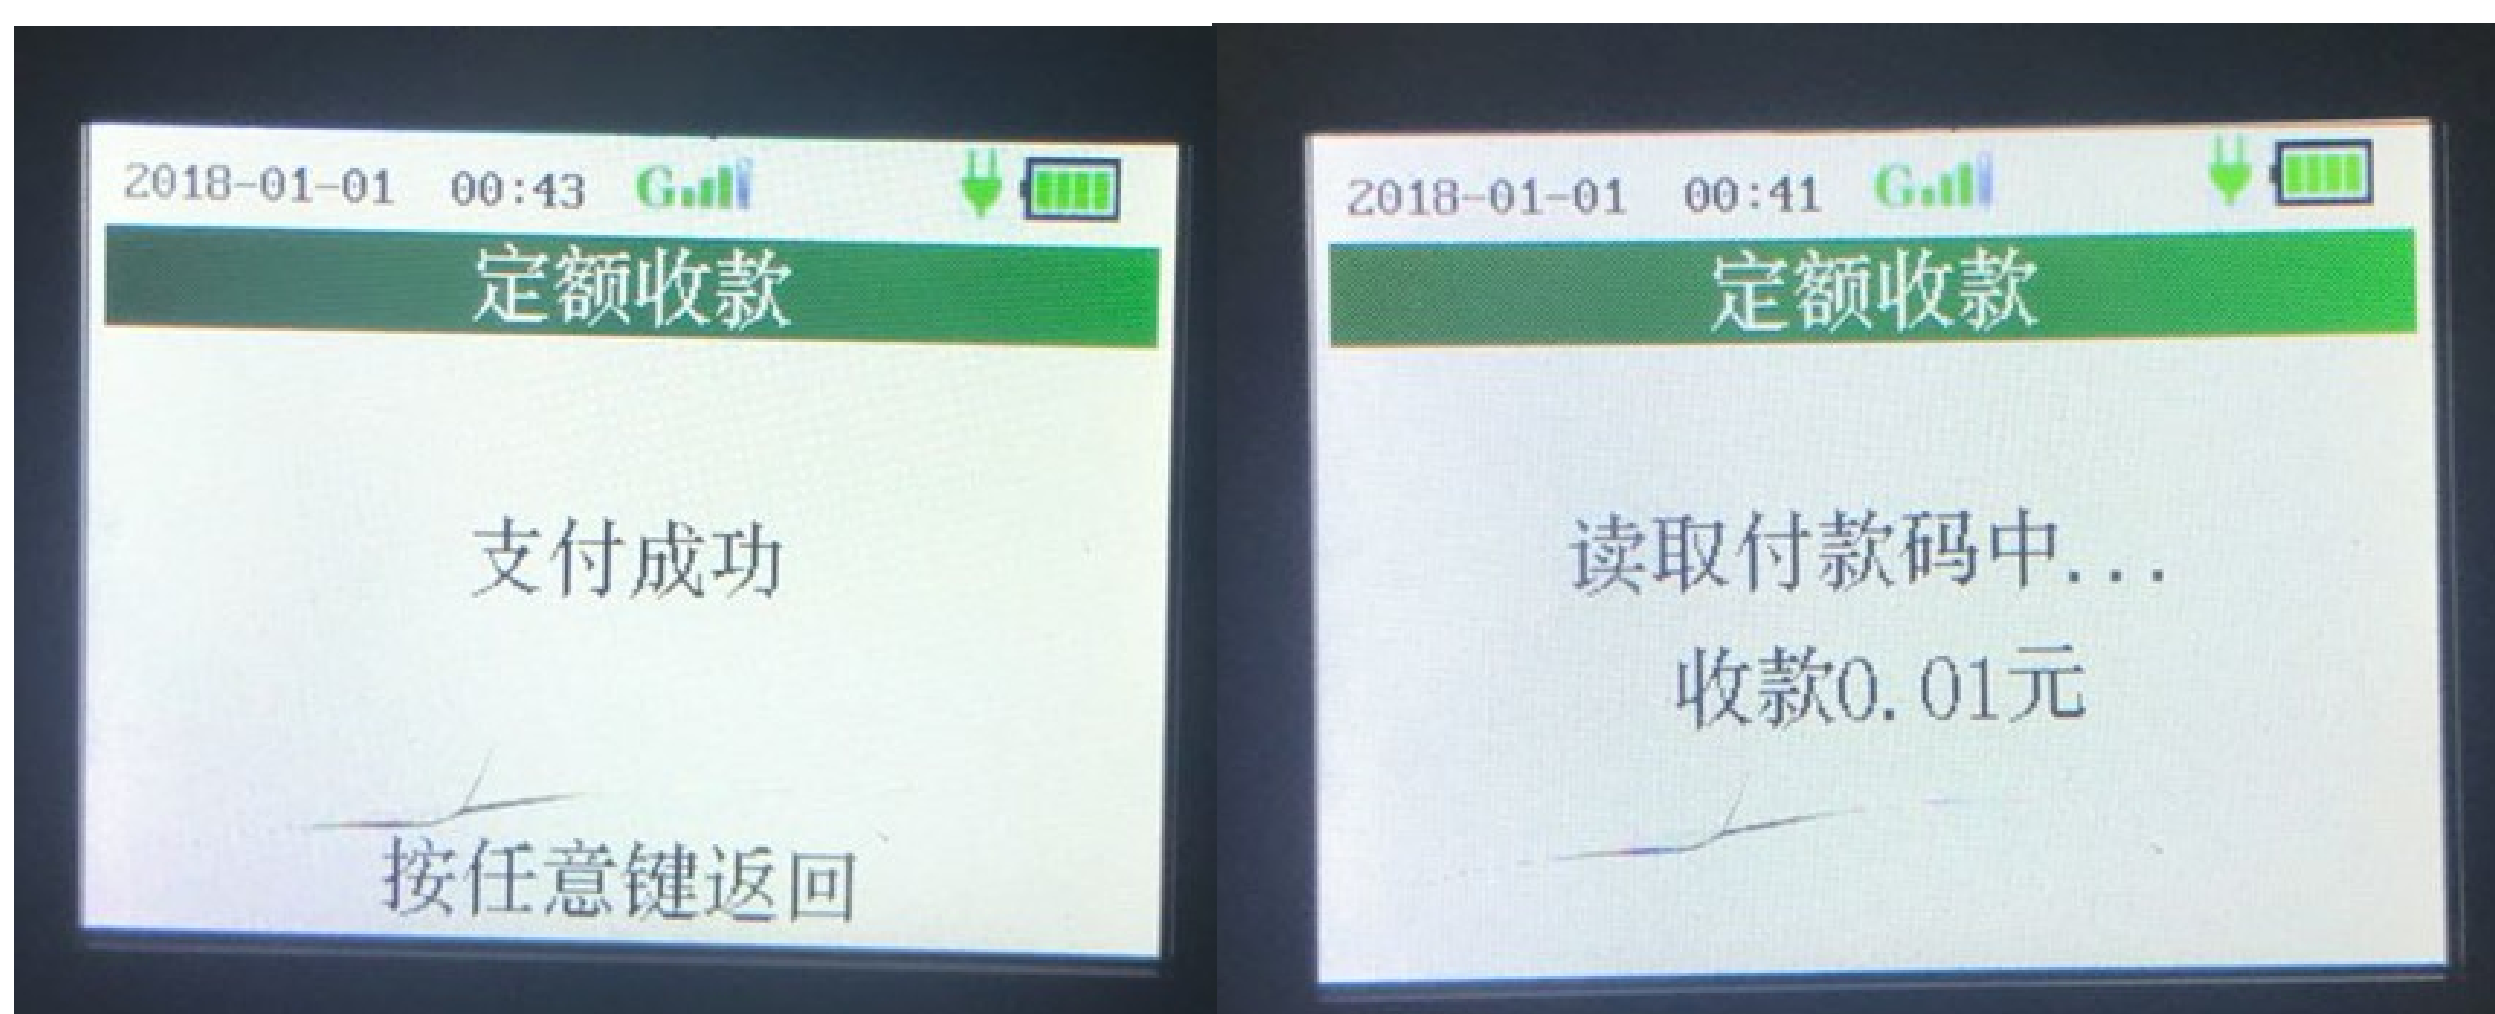 2018-01-01 00:43 G
定额收款
支付成功
按任意键返回
2018-01-01 00:41 G
定额收款
读取付款码中...
收款0.01元